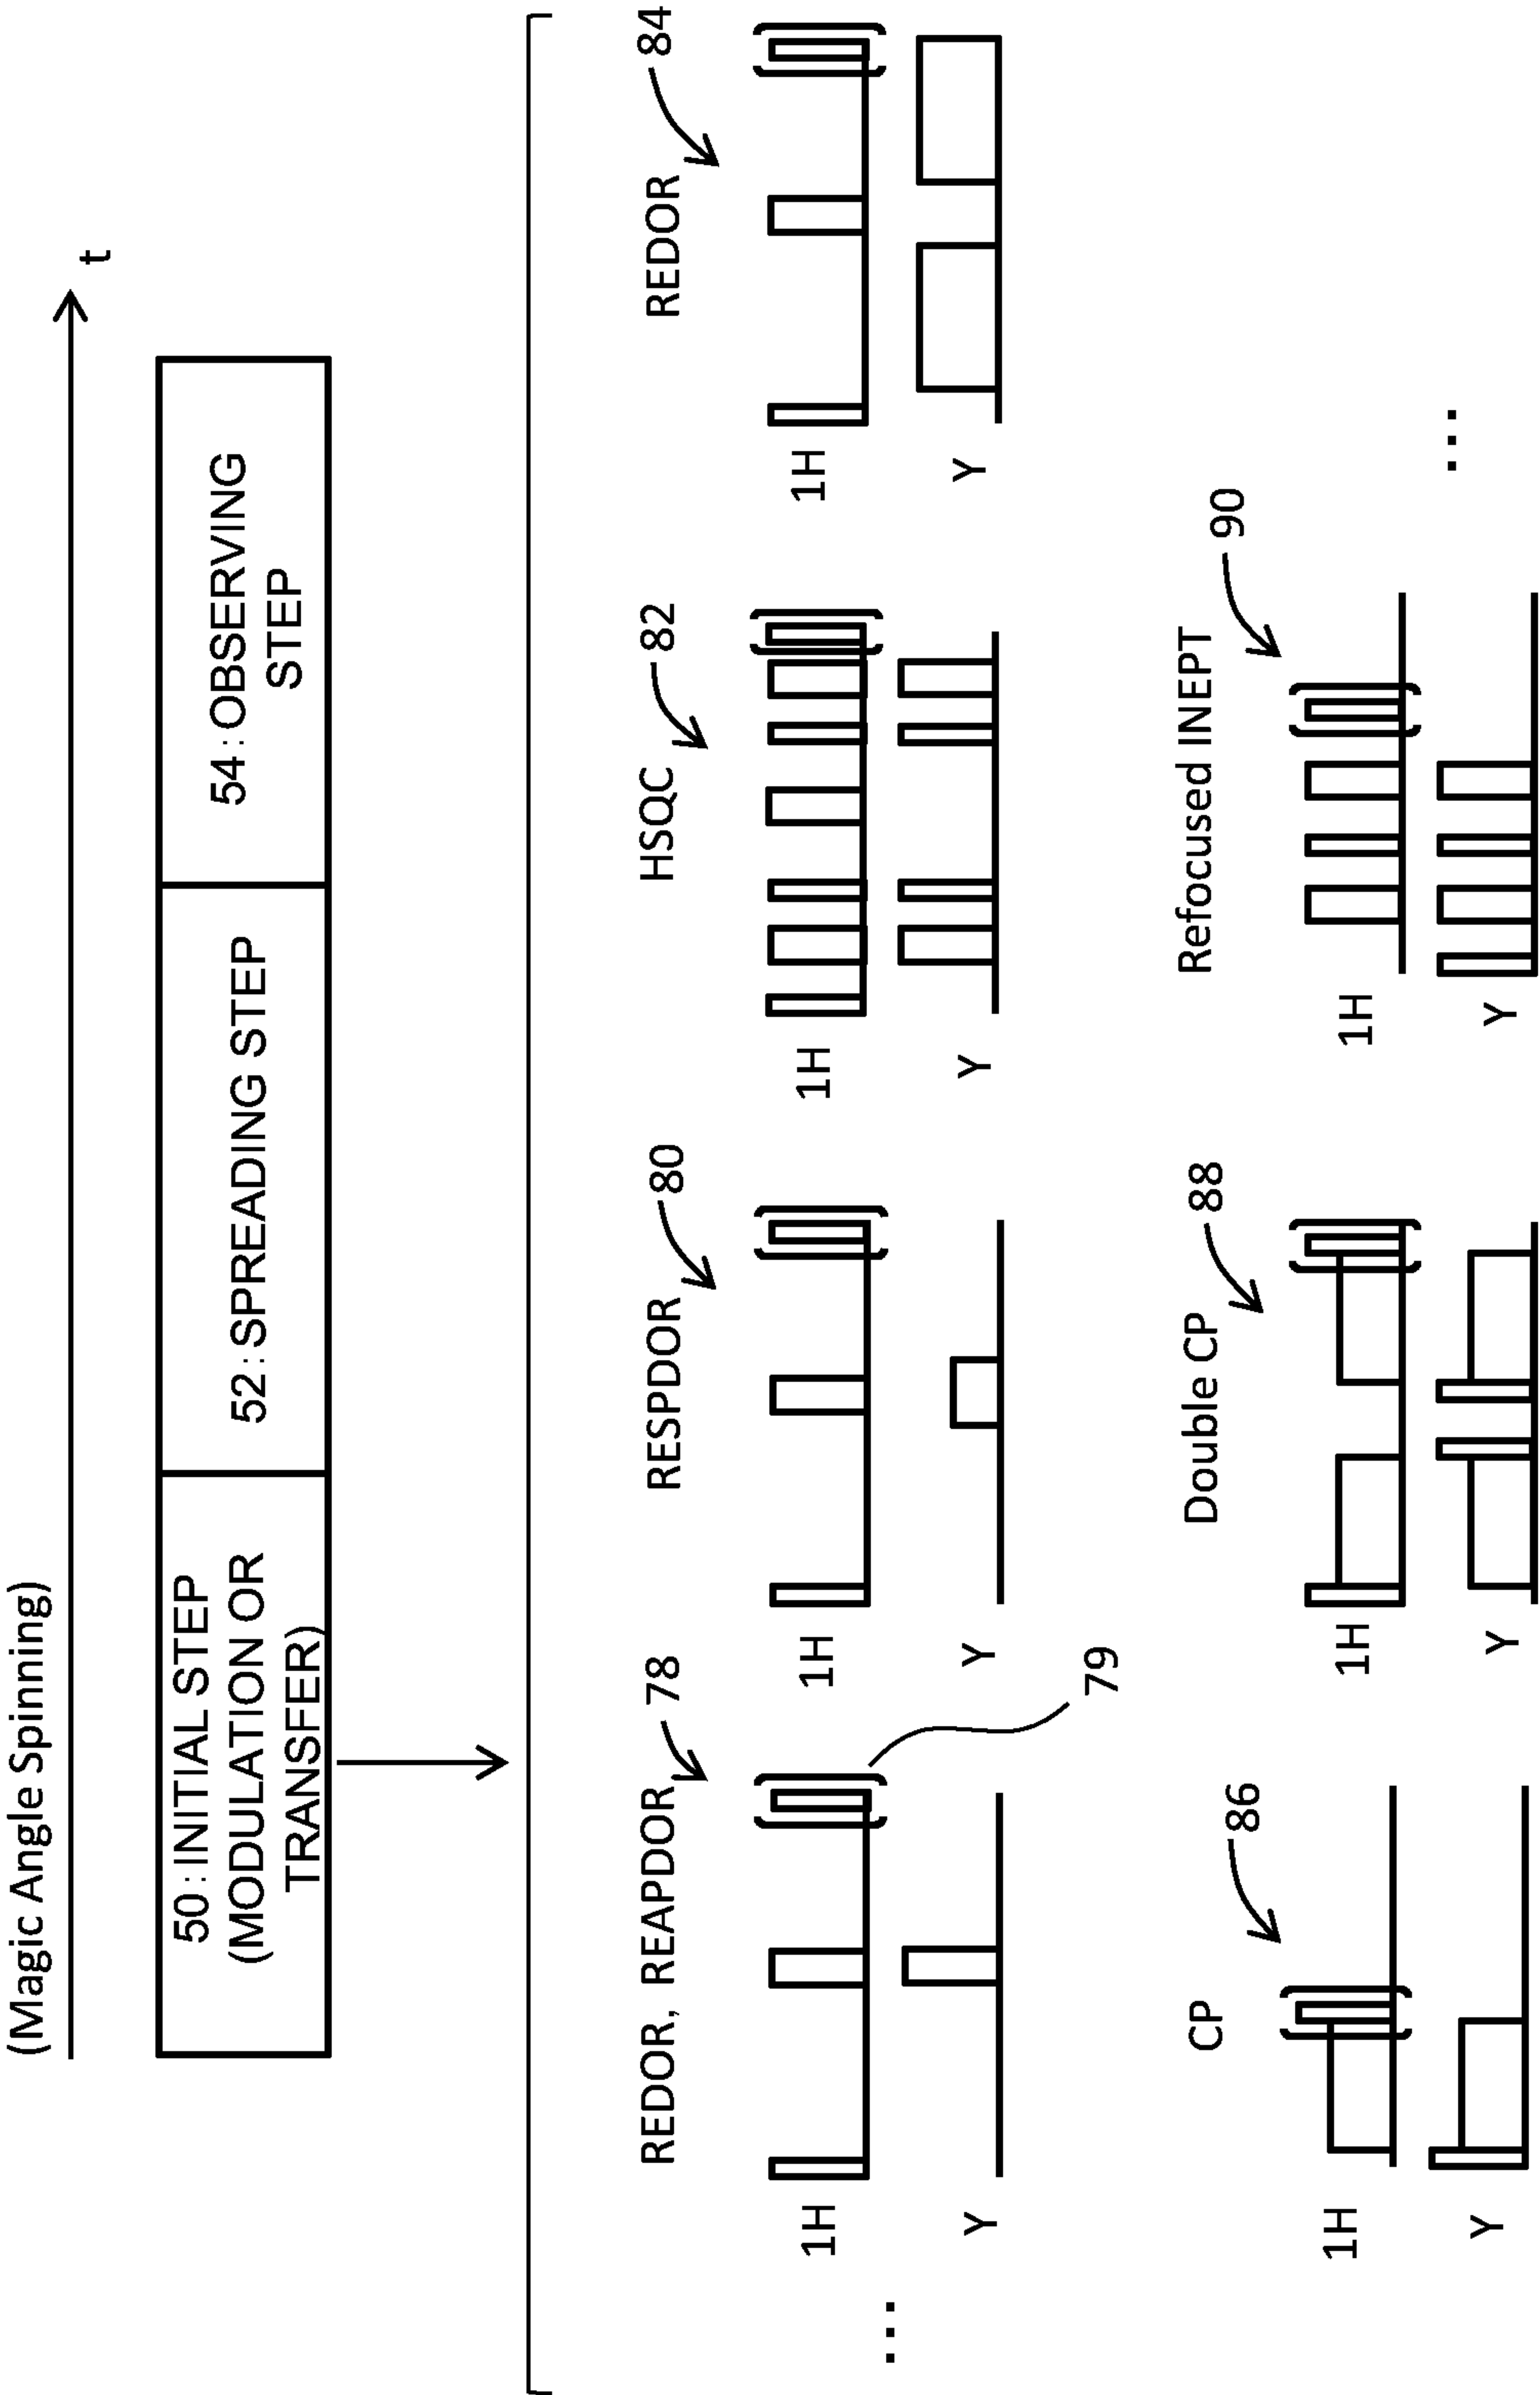 (Magic Angle Spinning)
t
50:INITIAL STEP
(MODULATION OR
TRANSFER)
52:SPREADING STEP
54:OBSERVING
STEP
REDOR, REAPDOR
78
RESPDOR
80
HSQC
82
REDOR
84
1H
1H
1H
1H
...
Y
Y
Y
Y
79
CP
86
Double CP
88
Refocused INEPT
90
1H
1H
1H
Y
Y
Y
...